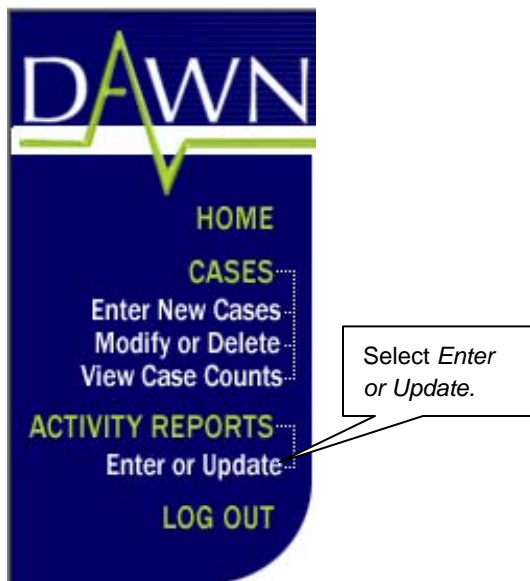 DAWN
HOME
CASES
Enter New Cases
Modify or Delete
View Case Counts
ACTIVITY REPORTS
Enter or Update
LOG OUT
Select Enter
or Update.